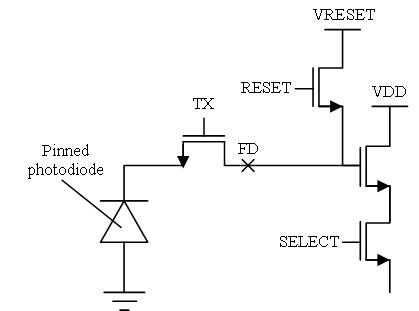 VRESET
RESET
VDD
TX
FD
Pinned
photodiode
SELECT